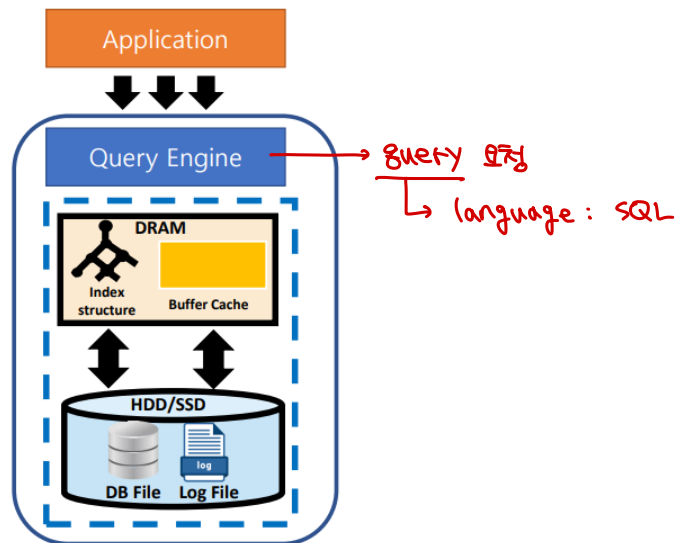 Application
Query Engine
query 요청
language : SQL
DRAM
Index
structure
Buffer Cache
HDD/SSD
log
DB File
Log File